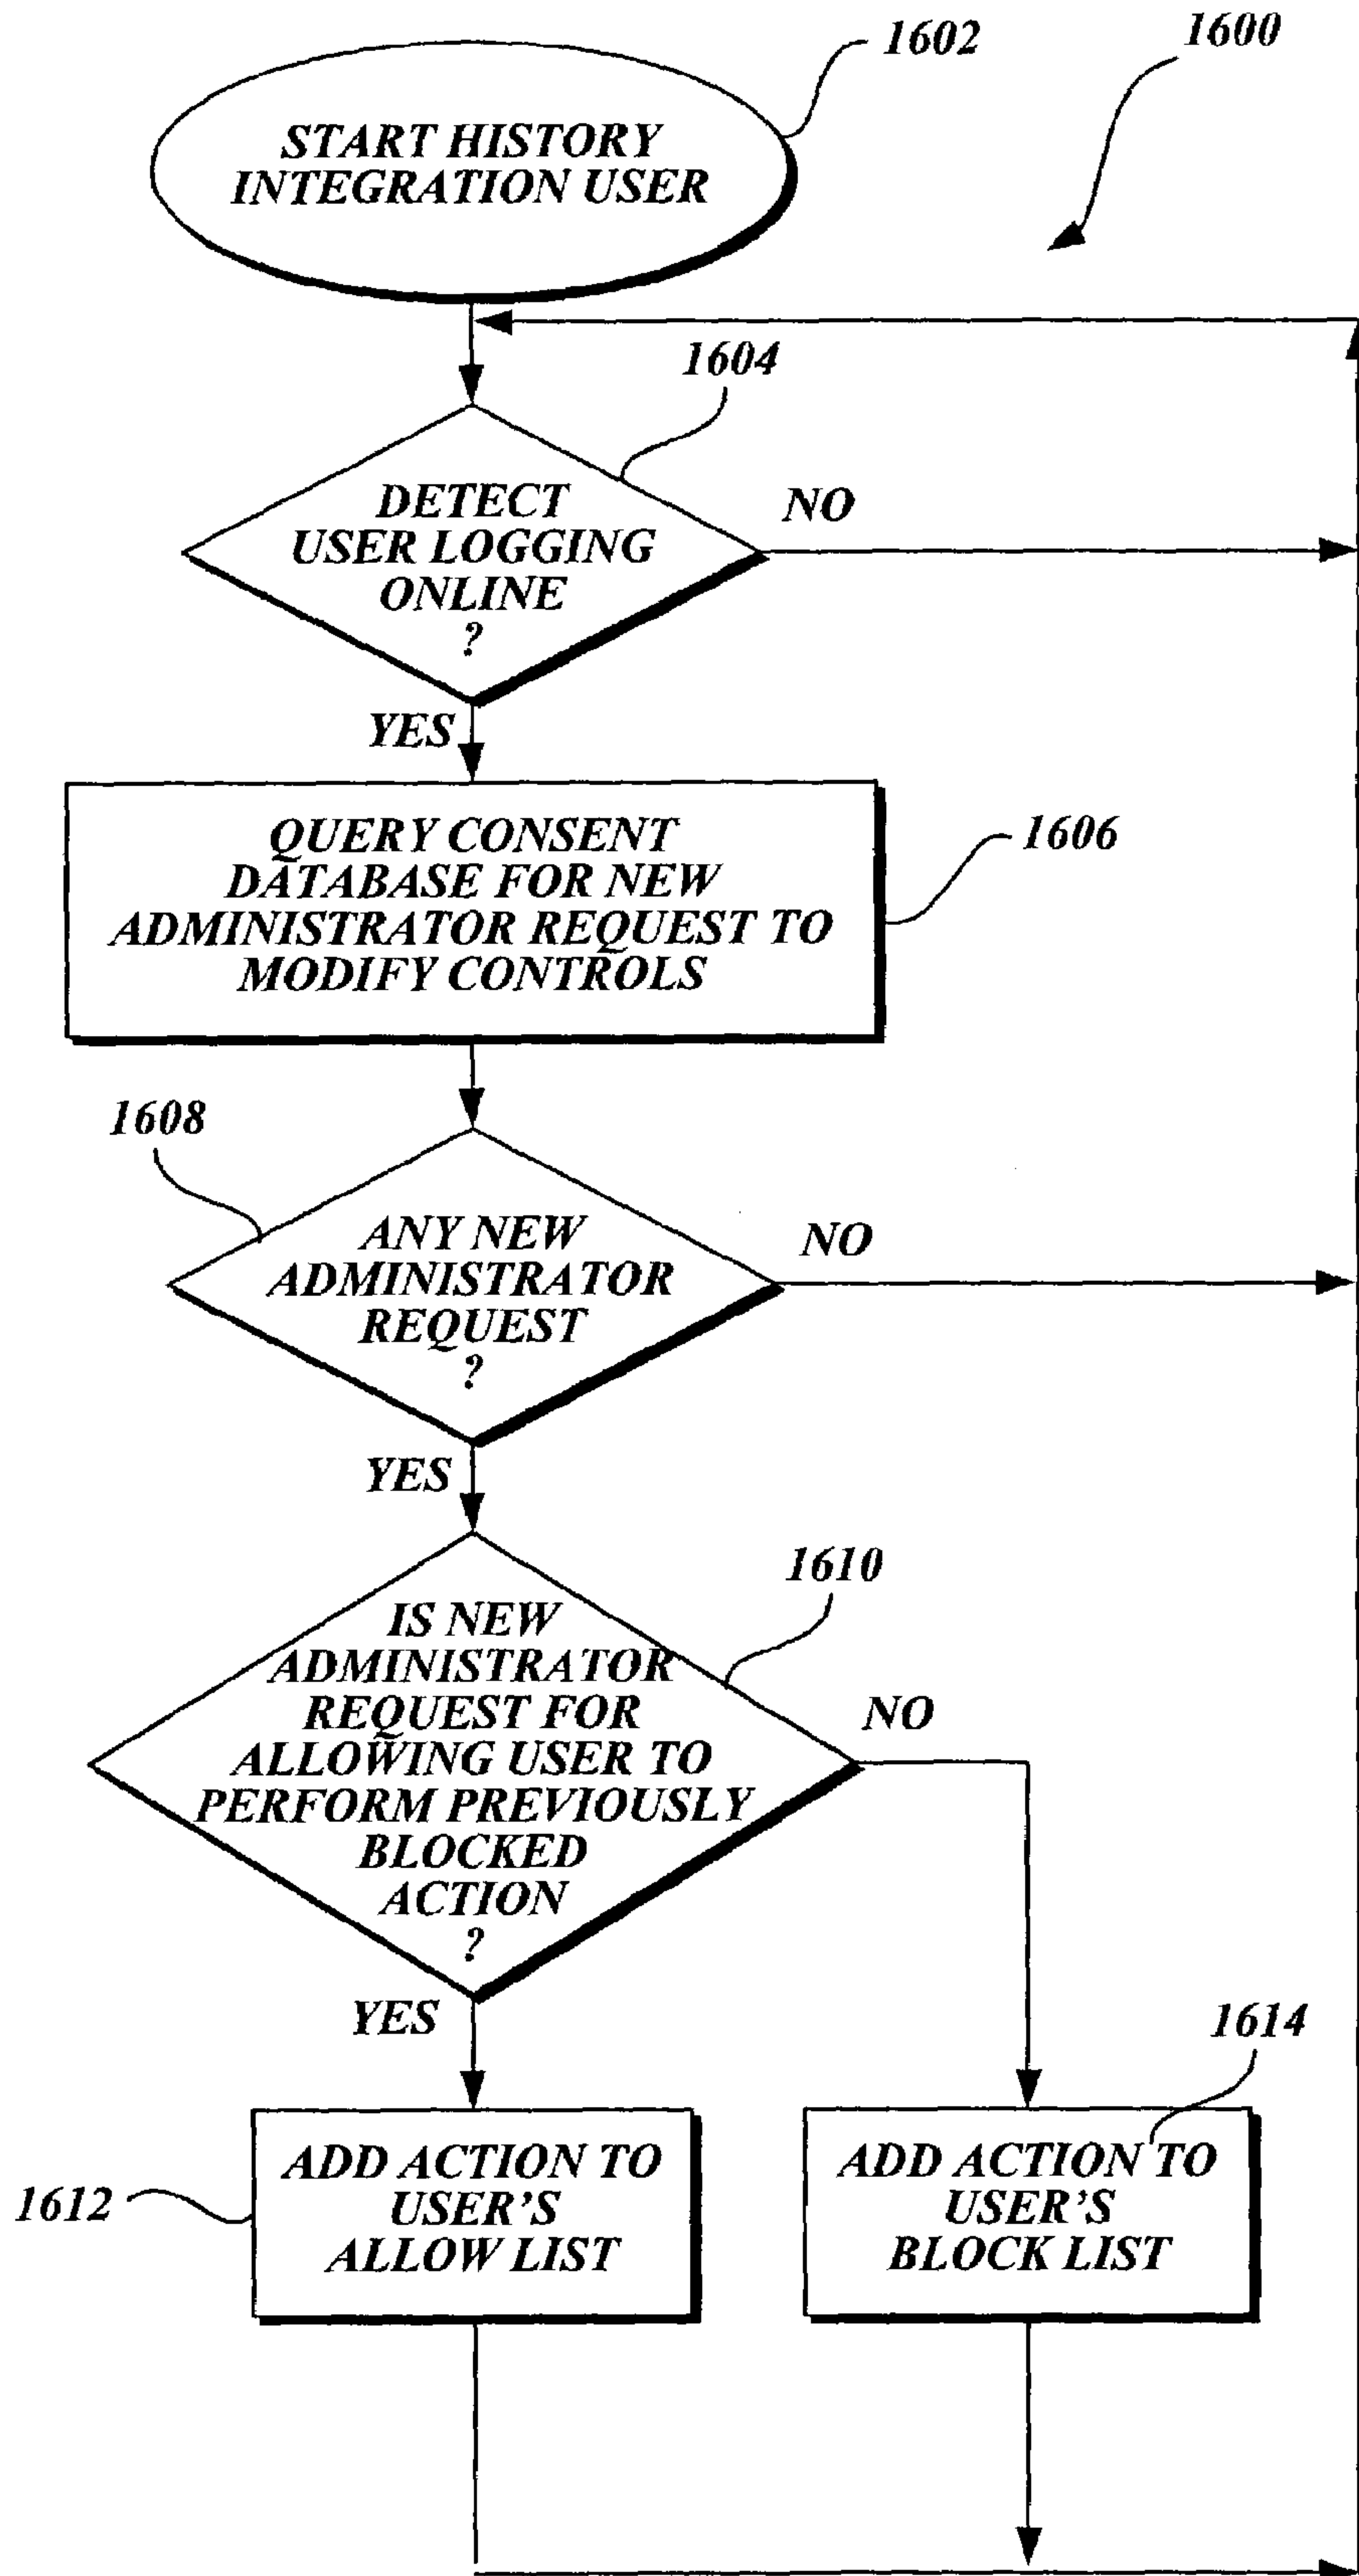 1602
1600
START HISTORY
INTEGRATION USER
1604
DETECT
USER LOGGING
ONLINE
?
NO
YES
QUERY CONSENT
DATABASE FOR NEW
ADMINISTRATOR REQUEST TO
MODIFY CONTROLS
1606
1608
ANY NEW
ADMINISTRATOR
REQUEST
?
NO
YES
1610
IS NEW
ADMINISTRATOR
REQUEST FOR
ALLOWING USER TO
PERFORM PREVIOUSLY
BLOCKED
ACTION
?
NO
YES
1614
ADD ACTION TO
USER'S
ALLOW LIST
1612
ADD ACTION TO
USER'S
BLOCK LIST